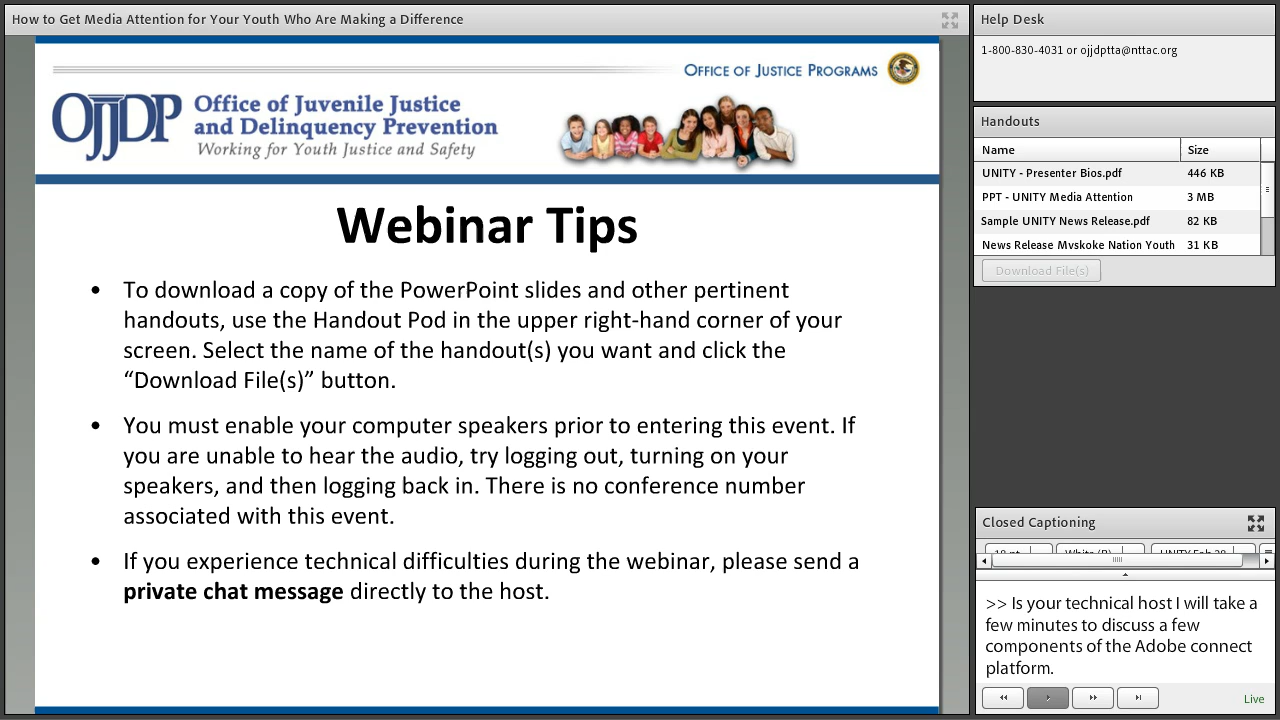 How to Get Media Attention for Your Youth Who Are Making a Difference
OFFICE OF JUSTICE PROGRAMS
OJJDP
Office of Juvenile Justice
and Delinquency Prevention
Working for Youth Justice and Safety
Webinar Tips
• To download a copy of the PowerPoint slides and other pertinent
handouts, use the Handout Pod in the upper right-hand corner of your
screen. Select the name of the handout(s) you want and click the
“Download File(s)” button.
• You must enable your computer speakers prior to entering this event. If
you are unable to hear the audio, try logging out, turning on your
speakers, and then logging back in. There is no conference number
associated with this event.
• If you experience technical difficulties during the webinar, please send a
private chat message directly to the host.
Help Desk
1-800-830-4031 or ojjdptta@nttac.org
Handouts
Name Size
UNITY - Presenter Bios.pdf 446 KB
PPT - UNITY Media Attention 3 MB
Sample UNITY News Release.pdf 82 KB
News Release Mvskoke Nation Youth 31 KB
Download File(s)
Closed Captioning
>> Is your technical host I will take a
few minutes to discuss a few
components of the Adobe connect
platform.
Live